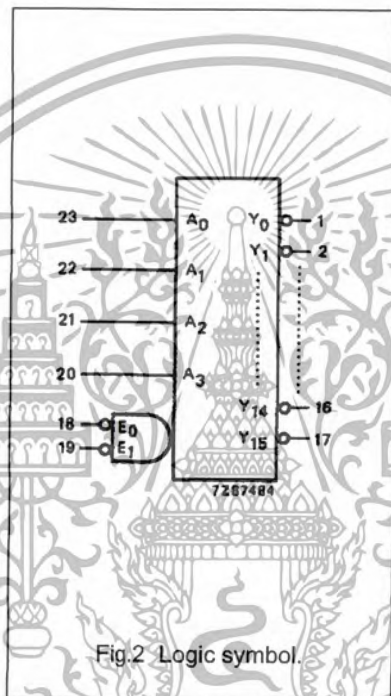 23 A0 Y0 1
Y1 2
22 A1
21 A2
20 A3
Y14 16
18 E0
19 E1
Y15 17
7267484
Fig.2 Logic symbol.